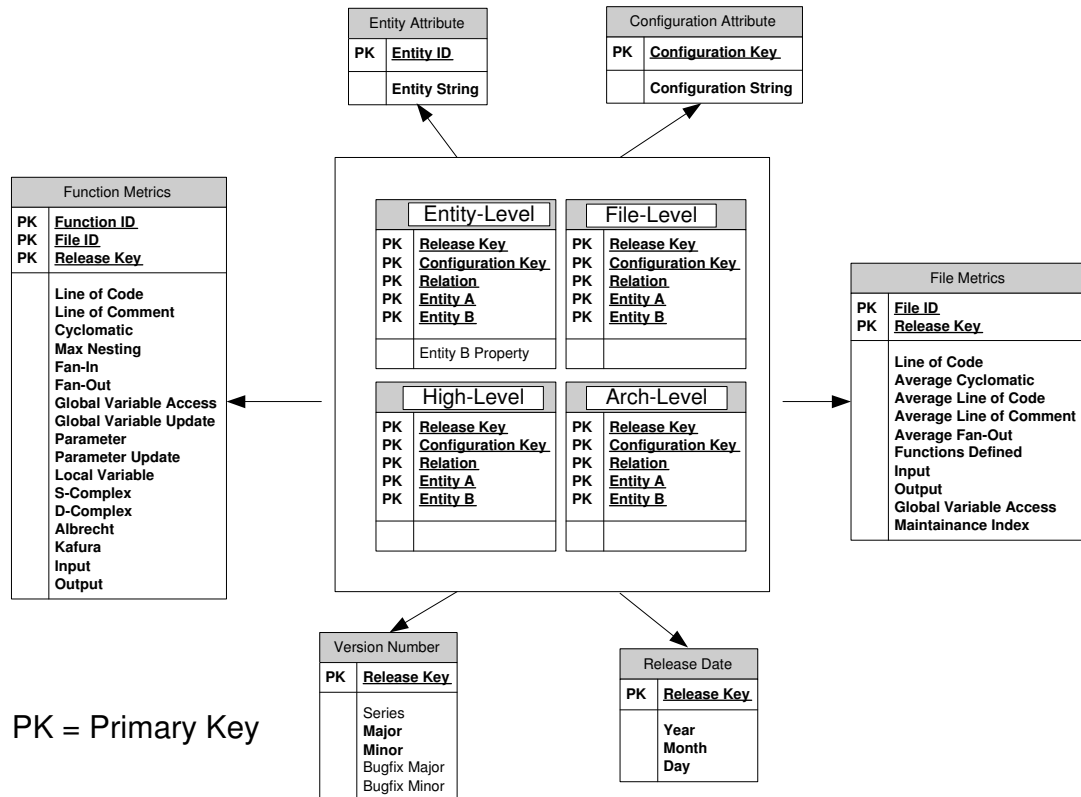 Entity Attribute
PK Entity ID
Entity String
Configuration Attribute
PK Configuration Key
Configuration String
Function Metrics
PK Function ID
PK File ID
PK Release Key
Line of Code
Line of Comment
Cyclomatic
Max Nesting
Fan-In
Fan-Out
Global Variable Access
Global Variable Update
Parameter
Parameter Update
Local Variable
S-Complex
D-Complex
Albrecht
Kafura
Input
Output
Entity-Level
PK Release Key
PK Configuration Key
PK Relation
PK Entity A
PK Entity B
Entity B Property
File-Level
PK Release Key
PK Configuration Key
PK Relation
PK Entity A
PK Entity B
High-Level
PK Release Key
PK Configuration Key
PK Relation
PK Entity A
PK Entity B
Arch-Level
PK Release Key
PK Configuration Key
PK Relation
PK Entity A
PK Entity B
File Metrics
PK File ID
PK Release Key
Line of Code
Average Cyclomatic
Average Line of Code
Average Line of Comment
Average Fan-Out
Functions Defined
Input
Output
Global Variable Access
Maintainance Index
Version Number
PK Release Key
Series
Major
Minor
Bugfix Major
Bugfix Minor
Release Date
PK Release Key
Year
Month
Day
PK = Primary Key